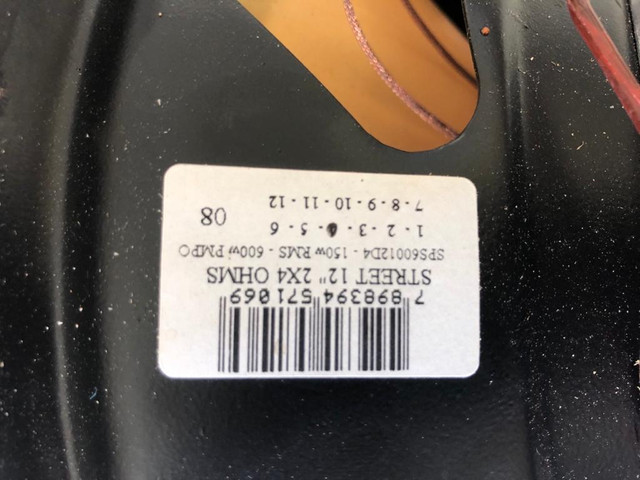 7 898394 571069
STREET 12" 2X4 OHMS
SPS60012D4 - 150w RMS - 600w PMPO
1 - 2 - 3 - - 5 - 6
7 - 8 - 9 - 10 - 11 - 12
08